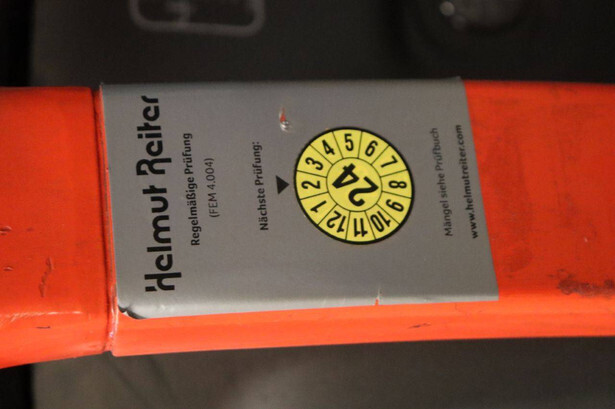 Helmut Reiter
Regelmäßige Prüfung
(FEM 4.004)
Nächste Prüfung:
1 2 3 4 5 6 7 8 9 10 11 12
24
Mängel siehe Prüfbuch
www.helmutreiter.com